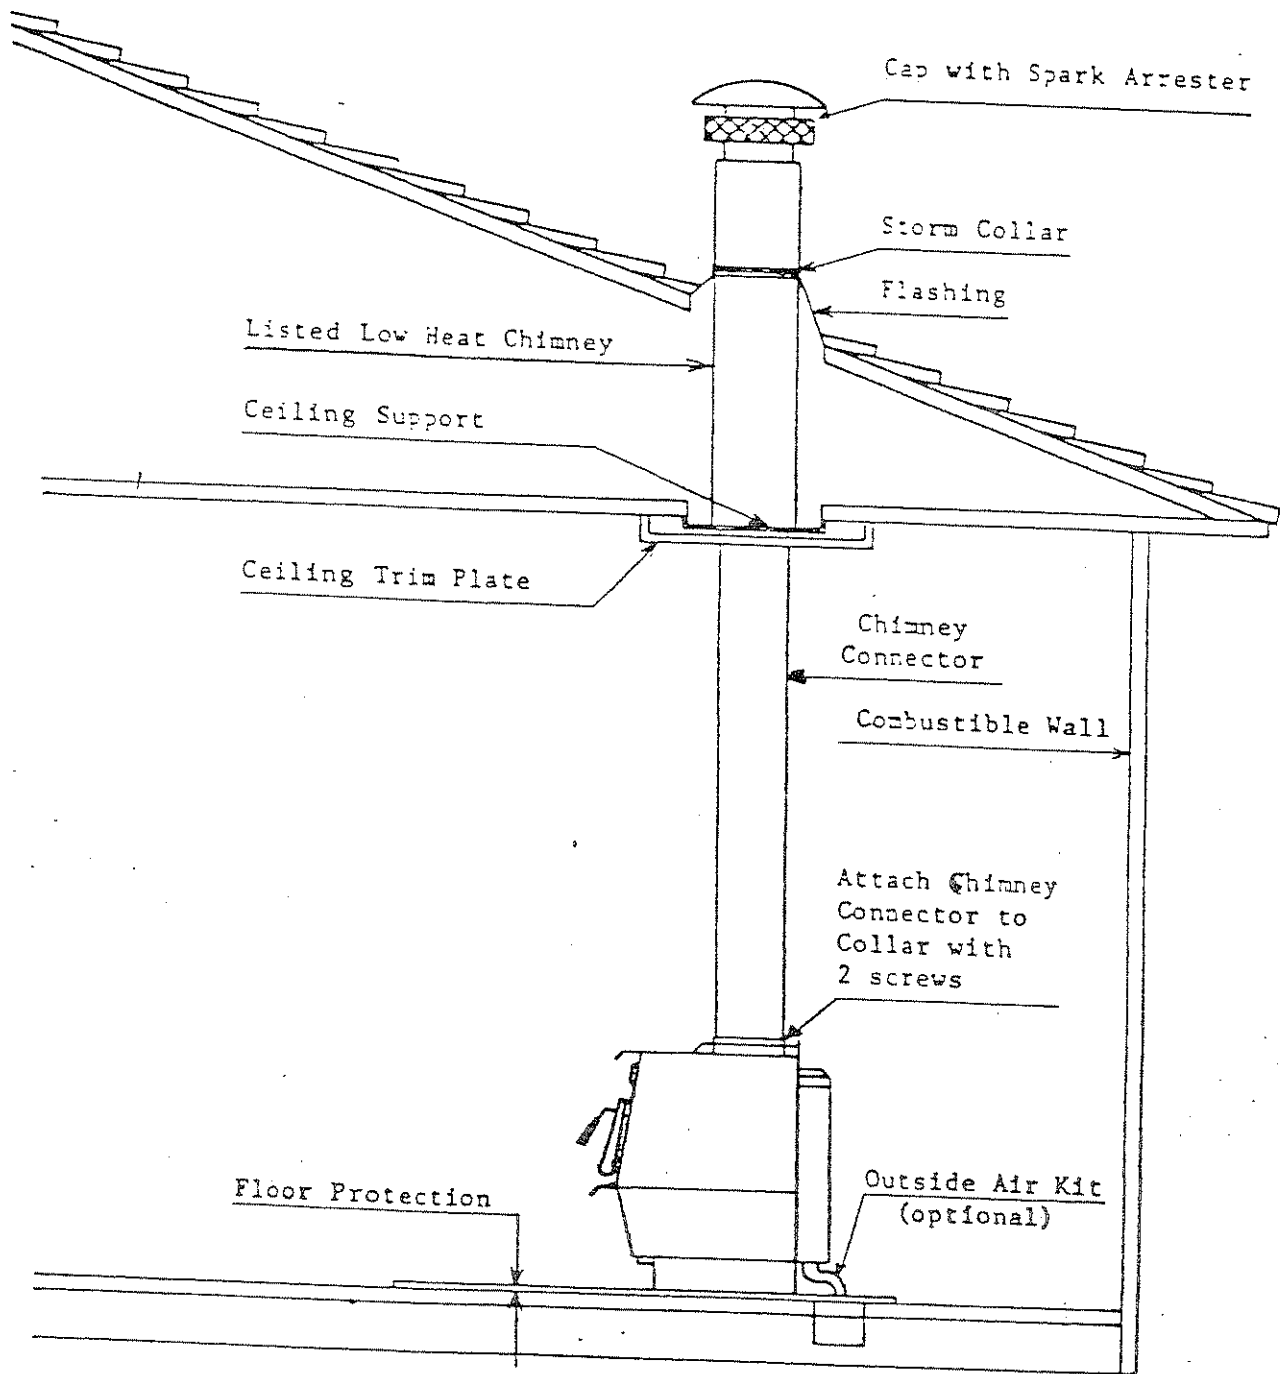 Cap with Spark Arrester
Storm Collar
Flashing
Listed Low Heat Chimney
Ceiling Support
Ceiling Trim Plate
Chimney
Connector
Combustible Wall
Attach Chimney
Connector to
Collar with
2 screws
Floor Protection
Outside Air Kit
(optional)